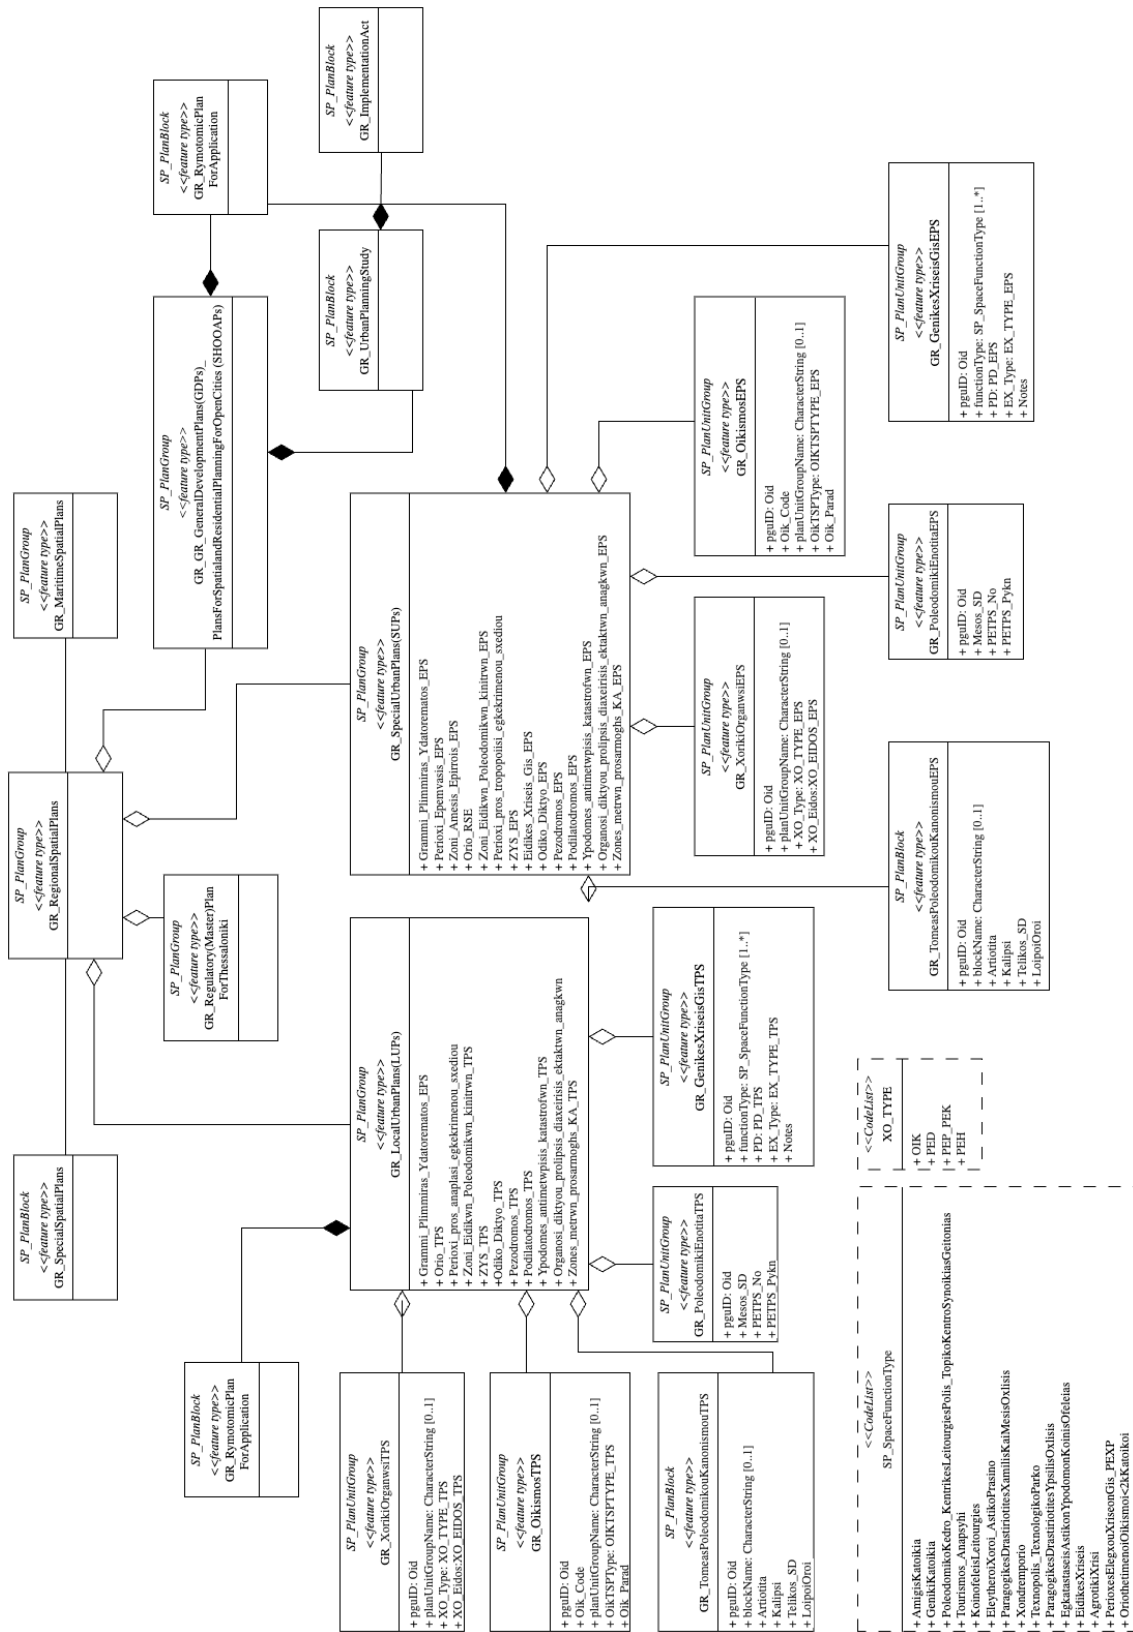 SP_PlanBlock
<<feature type>>
GR_SpecialSpatialPlans
SP_PlanGroup
<<feature type>>
GR_RegionalSpatialPlans
SP_PlanGroup
<<feature type>>
GR_MaritimeSpatialPlans
SP_PlanBlock
<<feature type>>
GR_RymotomicPlan
ForApplication
SP_PlanGroup
<<feature type>>
GR_Regulatory(Master)Plan
ForThessaloniki
SP_PlanGroup
<<feature type>>
GR_GR_GeneralDevelopmentPlans(GDPs)_
PlansForSpatialandResidentialPlanningForOpenCities (SHOOAPs)
SP_PlanBlock
<<feature type>>
GR_RymotomicPlan
ForApplication
SP_PlanBlock
<<feature type>>
GR_UrbanPlanningStudy
SP_PlanBlock
<<feature type>>
GR_ImplementationAct
SP_PlanGroup
<<feature type>>
GR_LocalUrbanPlans(LUPs)
+ Grammi_Plimmiras_Ydatorematos_EPS
+ Orio_TPS
+ Perioxi_pros_anaplasi_egkekrimenou_sxediou
+ Zoni_Eidikwn_Poleodomikwn_kinitrwn_TPS
+ ZYS_TPS
+Odiko_Diktyo_TPS
+ Pezodromos_TPS
+ Podilatodromos_TPS
+ Ypodomes_antimetwpisis_katastrofwn_TPS
+ Organosi_diktyou_prolipsis_diaxeirisis_ektaktwn_anagkwn
+ Zones_metrwn_prosarmoghs_KA_TPS
SP_PlanGroup
<<feature type>>
GR_SpecialUrbanPlans(SUPs)
+ Grammi_Plimmiras_Ydatorematos_EPS
+ Perioxi_Epemvasis_EPS
+ Zoni_Amesis_Epirrois_EPS
+ Orio_RSE
+ Zoni_Eidikwn_Poleodomikwn_kinitrwn_EPS
+ Perioxi_pros_tropopoiisi_egkekrimenou_sxediou
+ ZYS_EPS
+ Eidikes_Xriseis_Gis_EPS
+ Odiko_Diktyo_EPS
+ Pezodromos_EPS
+ Podilatodromos_EPS
+ Ypodomes_antimetwpisis_katastrofwn_EPS
+ Organosi_diktyou_prolipsis_diaxeirisis_ektaktwn_anagkwn_EPS
+ Zones_metrwn_prosarmoghs_KA_EPS
SP_PlanUnitGroup
<<feature type>>
GR_XorikiOrganwsiTPS
+ pguID: Oid
+ planUnitGroupName: CharacterString [0..1]
+ XO_Type: XO_TYPE_TPS
+ XO_Eidos:XO_EIDOS_TPS
SP_PlanUnitGroup
<<feature type>>
GR_OikismosTPS
+ pguID: Oid
+ Oik_Code
+ planUnitGroupName: CharacterString [0..1]
+ OikTSPType: OIKTSPTYPE_TPS
+ Oik_Parad
SP_PlanBlock
<<feature type>>
GR_TomeasPoleodomikouKanonismouTPS
+ pguID: Oid
+ blockName: CharacterString [0..1]
+ Artiotita
+ Kalipsi
+ Telikos_SD
+ LoipoiOroi
SP_PlanUnitGroup
<<feature type>>
GR_PoleodomikiEnotitaTPS
+ pguID: Oid
+ Mesos_SD
+ PETPS_No
+ PETPS_Pykn
SP_PlanUnitGroup
<<feature type>>
GR_GenikesXriseisGisTPS
+ pguID: Oid
+ functionType: SP_SpaceFunctionType [1..*]
+ PD: PD_TPS
+ EX_Type: EX_TYPE_TPS
+ Notes
SP_PlanUnitGroup
<<feature type>>
GR_XorikiOrganwsiEPS
+ pguID: Oid
+ planUnitGroupName: CharacterString [0..1]
+ XO_Type: XO_TYPE_EPS
+ XO_Eidos:XO_EIDOS_EPS
SP_PlanUnitGroup
<<feature type>>
GR_OikismosEPS
+ pguID: Oid
+ Oik_Code
+ planUnitGroupName: CharacterString [0..1]
+ OikTSPType: OIKTSPTYPE_EPS
+ Oik_Parad
SP_PlanBlock
<<feature type>>
GR_TomeasPoleodomikouKanonismouEPS
+ pguID: Oid
+ blockName: CharacterString [0..1]
+ Artiotita
+ Kalipsi
+ Telikos_SD
+ LoipoiOroi
SP_PlanUnitGroup
<<feature type>>
GR_PoleodomikiEnotitaEPS
+ pguID: Oid
+ Mesos_SD
+ PETPS_No
+ PETPS_Pykn
SP_PlanUnitGroup
<<feature type>>
GR_GenikesXriseisGisEPS
+ pguID: Oid
+ functionType: SP_SpaceFunctionType [1..*]
+ PD: PD_EPS
+ EX_Type: EX_TYPE_EPS
+ Notes
<<CodeList>>
SP_SpaceFunctionType
+ AmigisKatoikia
+ GenikiKatoikia
+ PoleodomikoKedro_KentrikesLeitourgiesPolis_TopikoKentroSynoikiasGeitonias
+ Tourismos_Anapsyhi
+ KoinofeleisLeitourgies
+ EleytheroiXoroi_AstikoPrasino
+ ParagogikesDrastiriotitesXamilisKaiMesisOxlisis
+ Xondremporio
+ Texnopolis_TexnologikoParko
+ ParagogikesDrastiriotitesYpsilisOxlisis
+ EgkatastaseisAstikonYpodomonKoinisOfeleias
+ EidikesXriseis
+ AgrotikiXrisi
+ PerioxesElegxouXriseonGis_PEXP
+ OriothetimenoiOikismoi<2kKatoikoi
<<CodeList>>
XO_TYPE
+ OIK
+ PED
+ PEP_PEK
+ PEH